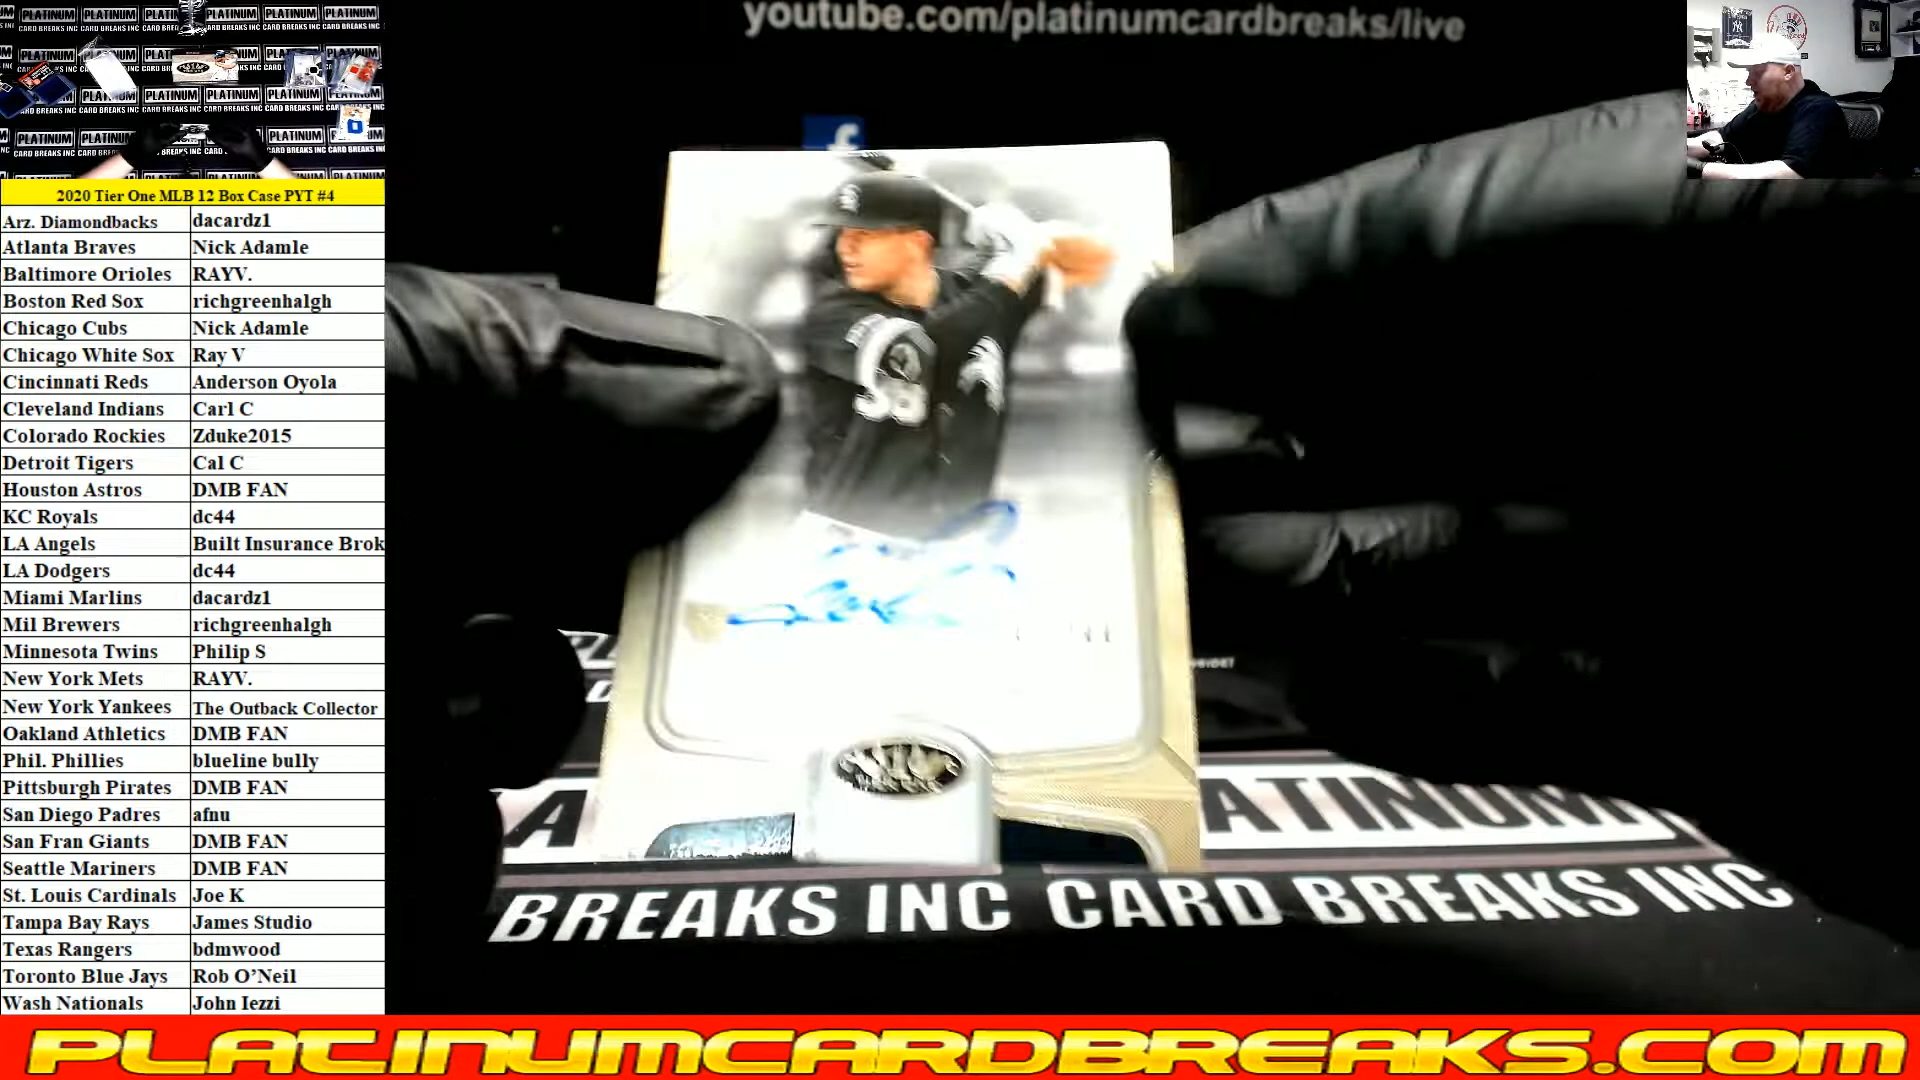 youtube.com/platinumcardbreaks/live
2020 Tier One MLB 12 Box Case PYT #4
Arz. Diamondbacks dacardz1
Atlanta Braves Nick Adamle
Baltimore Orioles RAYV.
Boston Red Sox richgreenhalgh
Chicago Cubs Nick Adamle
Chicago White Sox Ray V
Cincinnati Reds Anderson Oyola
Cleveland Indians Carl C
Colorado Rockies Zduke2015
Detroit Tigers Cal C
Houston Astros DMB FAN
KC Royals dc44
LA Angels Built Insurance Brok
LA Dodgers dc44
Miami Marlins dacardz1
Mil Brewers richgreenhalgh
Minnesota Twins Philip S
New York Mets RAYV.
New York Yankees The Outback Collector
Oakland Athletics DMB FAN
Phil. Phillies blueline bully
Pittsburgh Pirates DMB FAN
San Diego Padres afnu
San Fran Giants DMB FAN
Seattle Mariners DMB FAN
St. Louis Cardinals Joe K
Tampa Bay Rays James Studio
Texas Rangers bdmwood
Toronto Blue Jays Rob O’Neil
Wash Nationals John Iezzi
PLATINUM
BREAKS INC CARD BREAKS INC
PLATINUMCARDBREAKS.COM